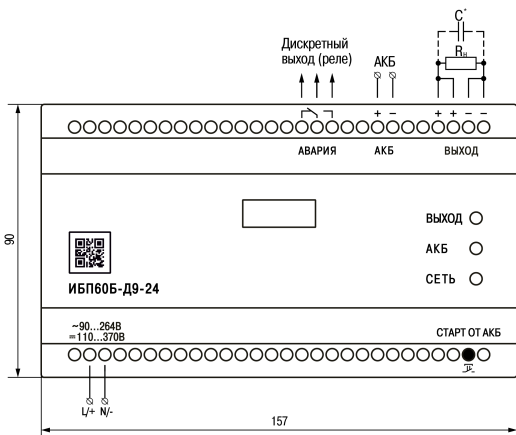 C*
Rн
Дискретный
выход (реле)
АКБ
+ −
+ + − −
АВАРИЯ
АКБ
ВЫХОД
90
ВЫХОД
АКБ
СЕТЬ
ИБП60Б-Д9-24
~90...264В
=110...370В
СТАРТ ОТ АКБ
L/+ N/-
157